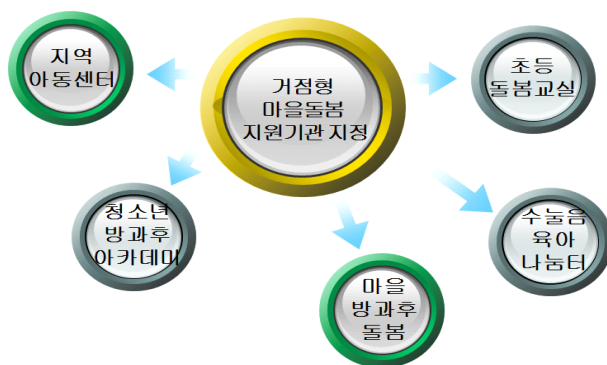 지역
아동센터
거점형
마을돌봄
지원기관 지정
초등
돌봄교실
청소년
방과후
아카데미
마을
방과후
돌봄
수눌음
육아
나눔터